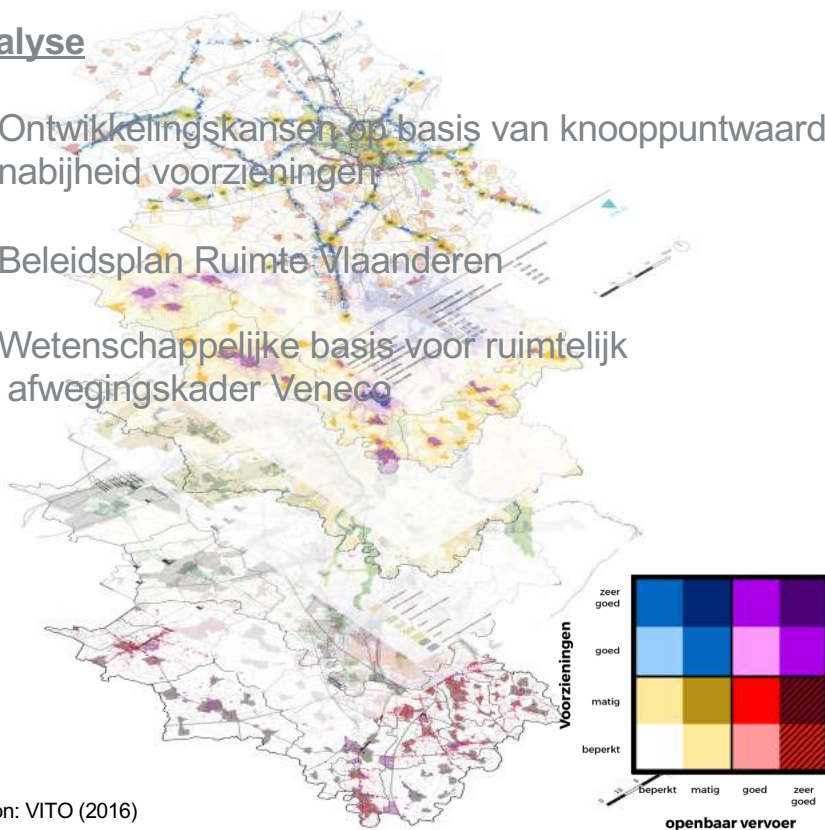 alyse
Ontwikkelingskansen op basis van knooppuntwaard
nabijheid voorzieningen
Beleidsplan Ruimte Vlaanderen
Wetenschappelijke basis voor ruimtelijk
afwegingskader Veneco
Voorzieningen
zeer
goed
goed
matig
beperkt
beperkt matig goed zeer
goed
openbaar vervoer
on: VITO (2016)